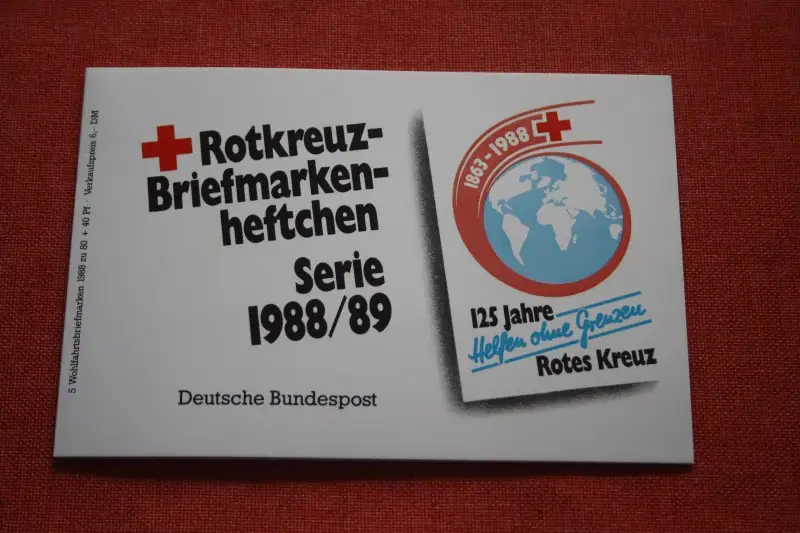 5 Wohlfahrtsbriefmarken 1988 zu 80 + 40 Pf · Verkaufspreis 6,- DM
Rotkreuz-
Briefmarken-
heftchen
Serie
1988/89
Deutsche Bundespost
1863-1988
125 Jahre
Helfen ohne Grenzen
Rotes Kreuz